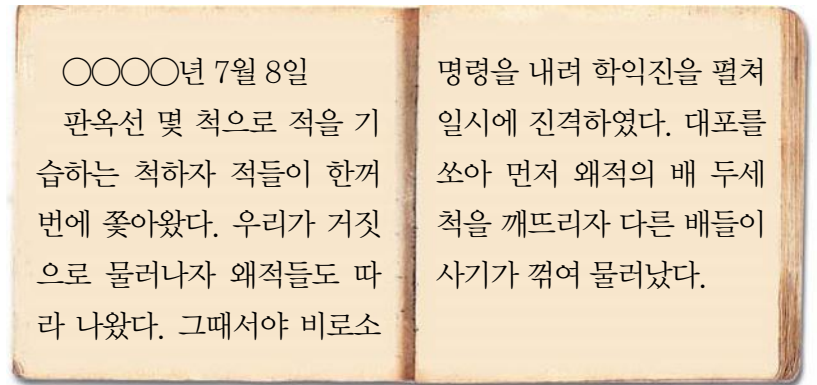 ○○○○년 7월 8일
판옥선 몇 척으로 적을 기
습하는 척하자 적들이 한꺼
번에 쫓아왔다. 우리가 거짓
으로 물러나자 왜적들도 따
라 나왔다. 그때서야 비로소
명령을 내려 학익진을 펼쳐
일시에 진격하였다. 대포를
쏘아 먼저 왜적의 배 두세
척을 깨뜨리자 다른 배들이
사기가 꺾여 물러났다.